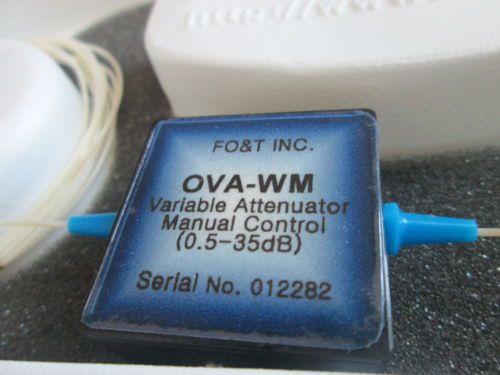 FO&T INC.
OVA-WM
Variable Attenuator
Manual Control
(0.5-35dB)
Serial No. 012282